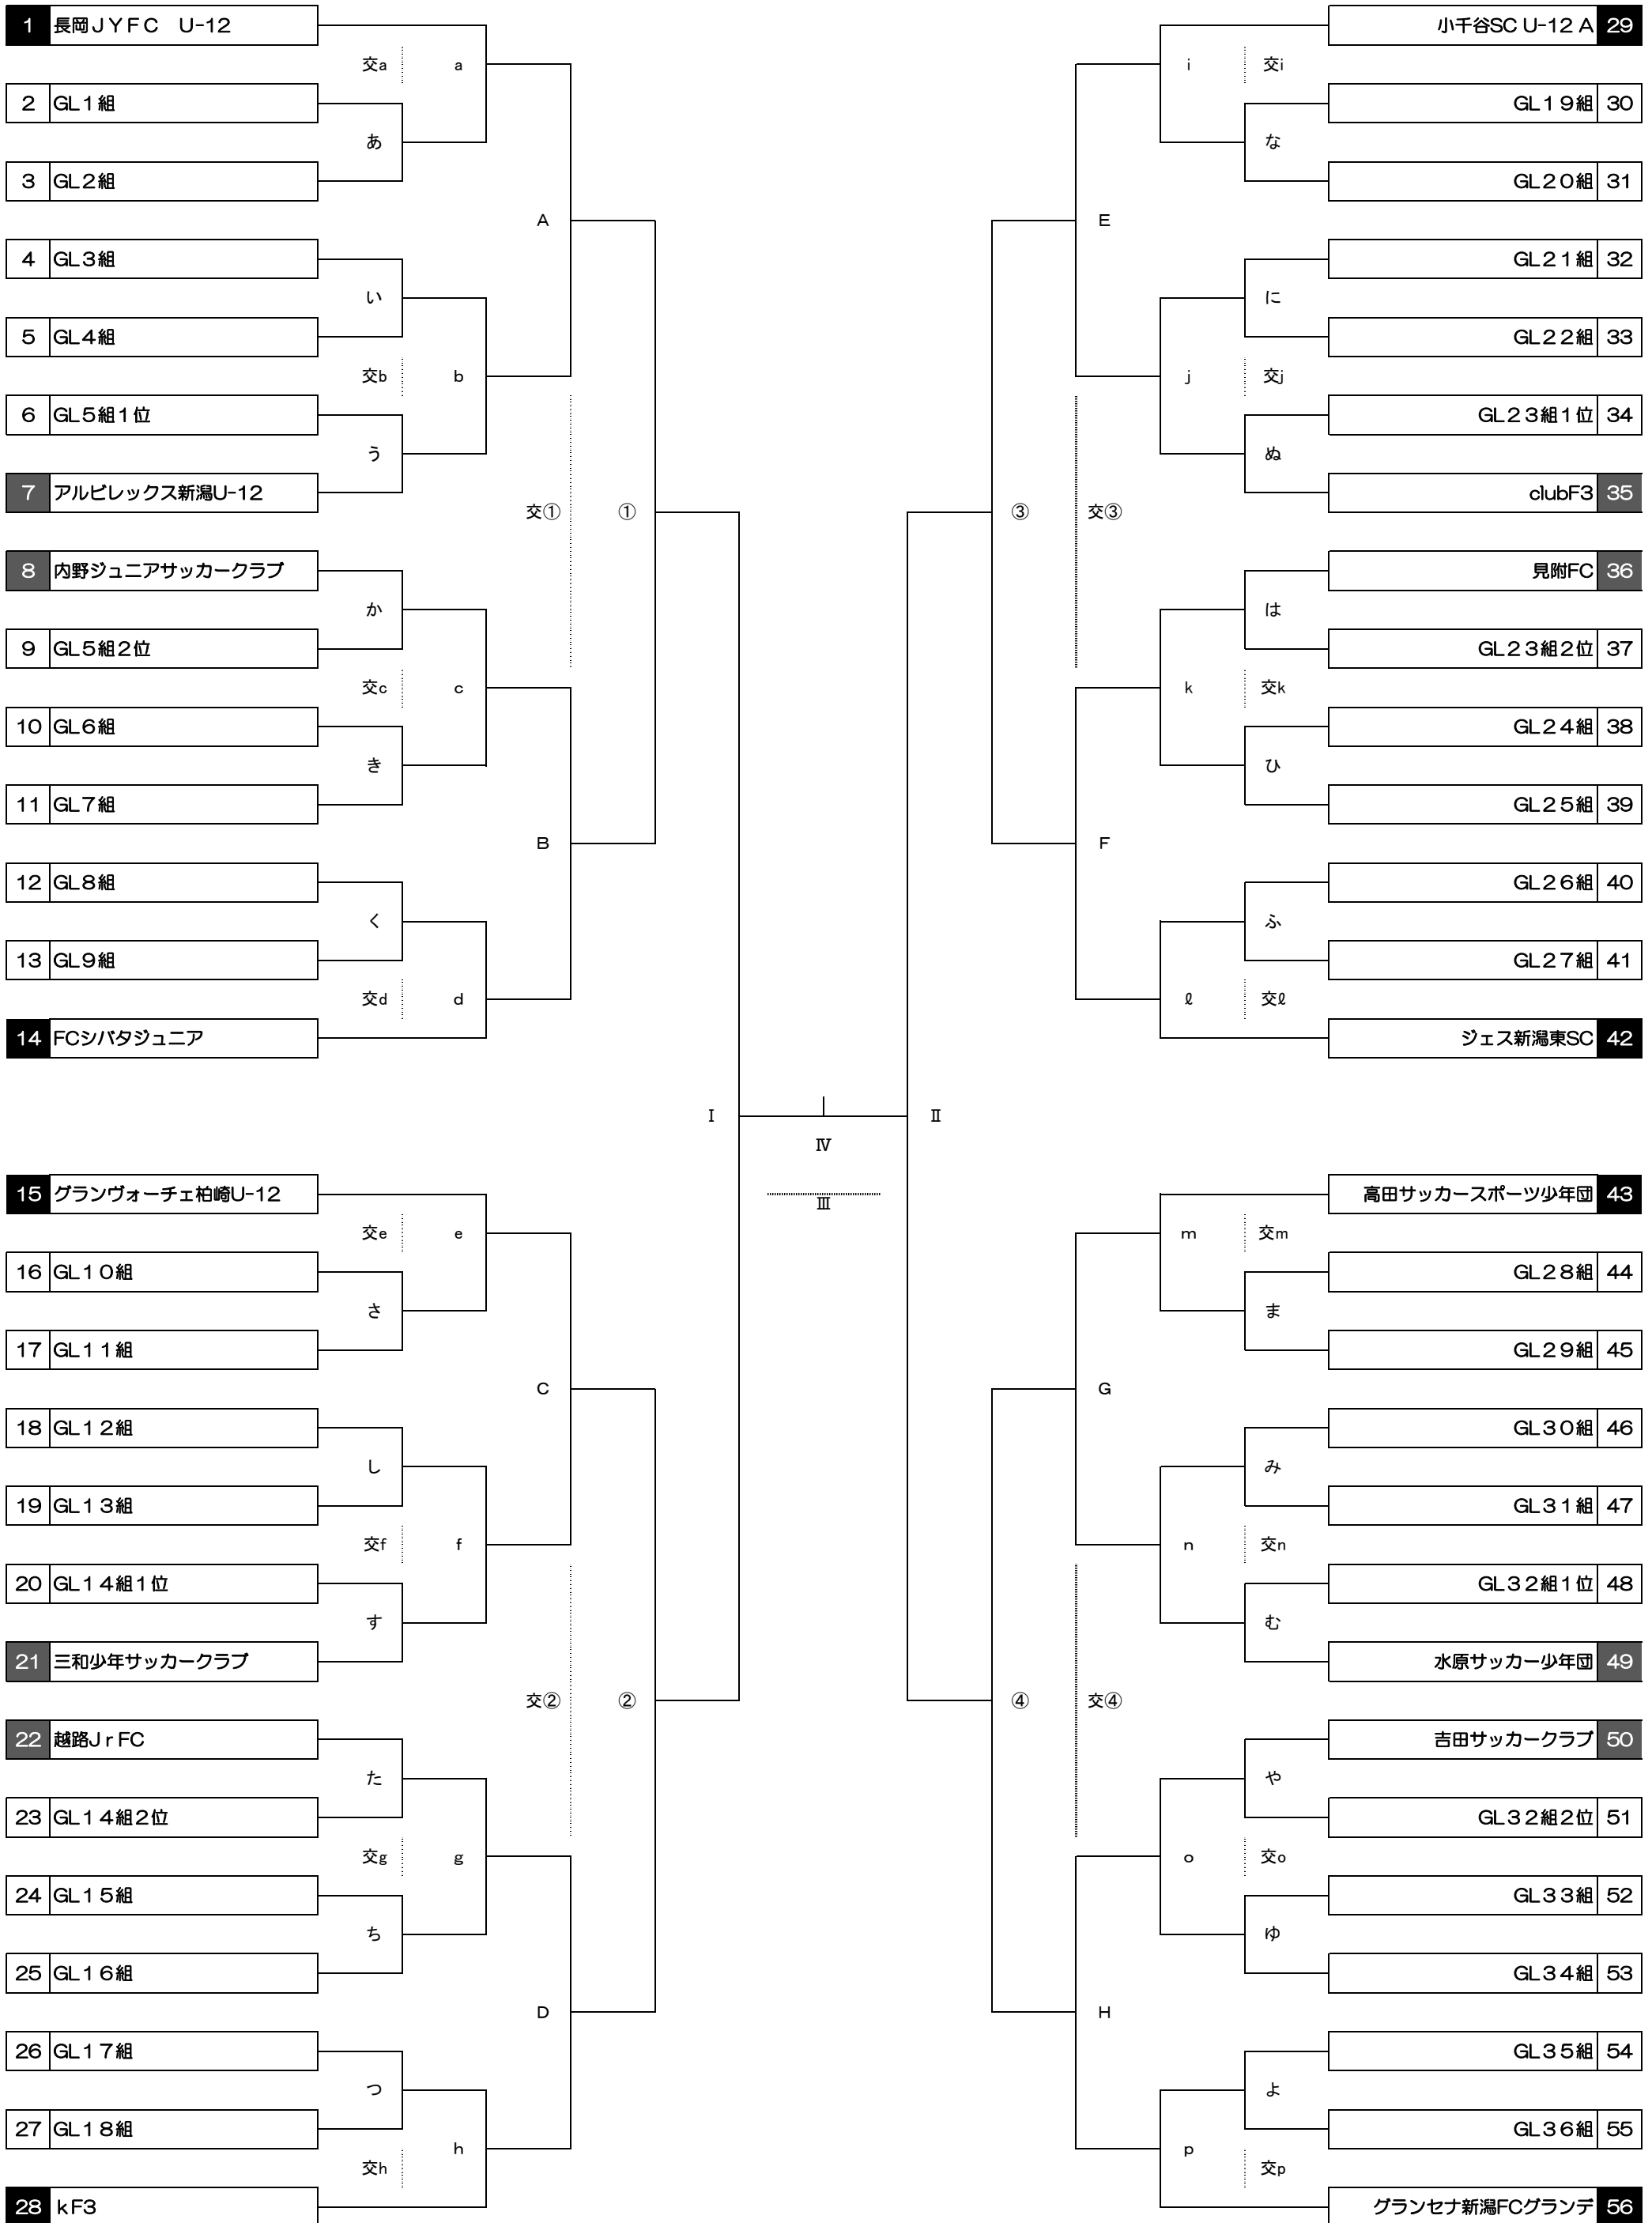 1 長岡ＪＹＦＣ　U-12
交a a
2 GL１組
あ
3 GL２組
A
4 GL３組
い
5 GL４組
交b b
6 GL５組１位
う
7 アルビレックス新潟U-12
交① ①
8 内野ジュニアサッカークラブ
か
9 GL５組２位
交c c
10 GL６組
き
11 GL７組
B
12 GL８組
く
13 GL９組
交d d
14 FCシバタジュニア
Ⅰ
15 グランヴォーチェ柏崎U-12
交e e
16 GL１０組
さ
17 GL１１組
C
18 GL１２組
し
19 GL１３組
交f f
20 GL１４組１位
す
21 三和少年サッカークラブ
交② ②
22 越路ＪｒFC
た
23 GL１４組２位
交g g
24 GL１５組
ち
25 GL１６組
D
26 GL１７組
つ
27 GL１８組
h
交h
28 ｋF3
Ⅳ
Ⅲ
小千谷SC U-12 A 29
i 交i
GL１９組 30
な
GL２０組 31
E
GL２１組 32
に
GL２２組 33
j 交j
GL２３組１位 34
ぬ
clubF3 35
③ 交③
見附FC 36
は
GL２３組２位 37
k 交k
GL２４組 38
ひ
GL２５組 39
F
GL２６組 40
ふ
GL２７組 41
ℓ 交ℓ
ジェス新潟東SC 42
Ⅱ
高田サッカースポーツ少年団 43
m 交m
GL２８組 44
ま
GL２９組 45
G
GL３０組 46
み
GL３１組 47
n 交n
GL３２組１位 48
む
水原サッカー少年団 49
④ 交④
吉田サッカークラブ 50
や
GL３２組２位 51
o 交o
GL３３組 52
ゆ
GL３４組 53
H
GL３５組 54
よ
GL３６組 55
p
交p
グランセナ新潟FCグランデ 56